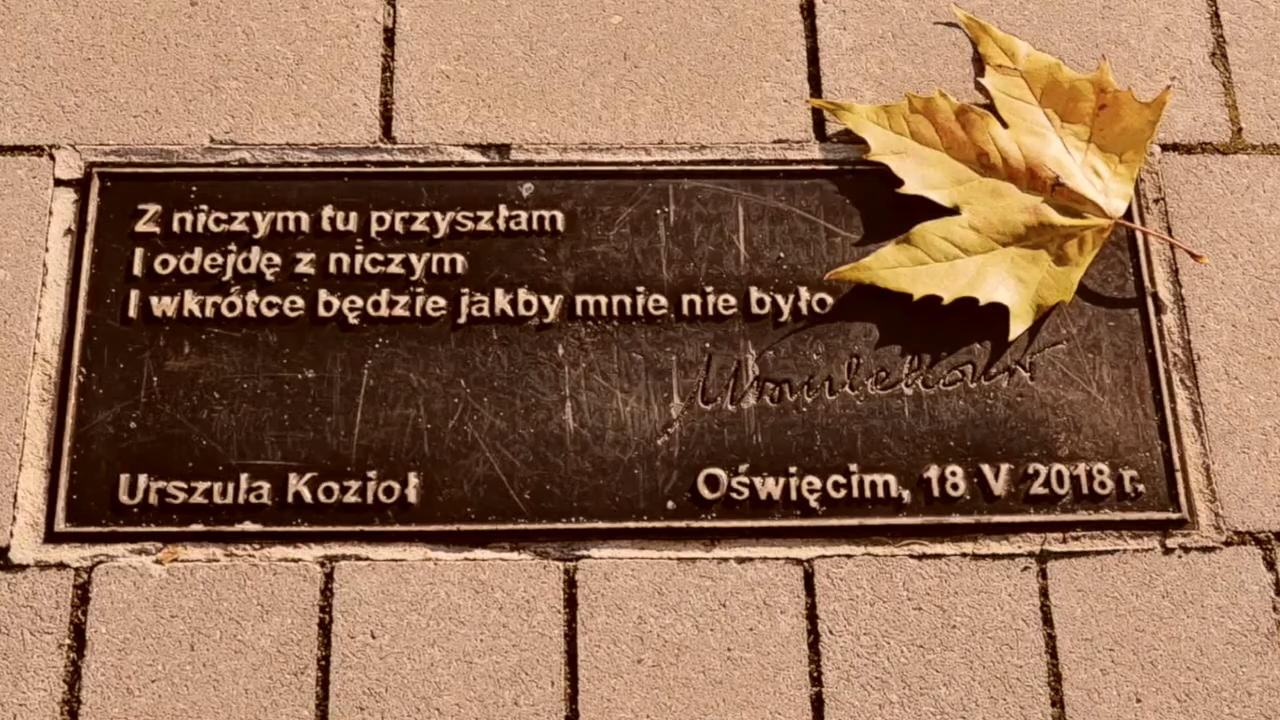 Z niczym tu przyszłam
I odejdę z niczym
I wkrótce będzie jakby mnie nie było
Urszula Kozioł
Oświęcim, 18 V 2018 r.